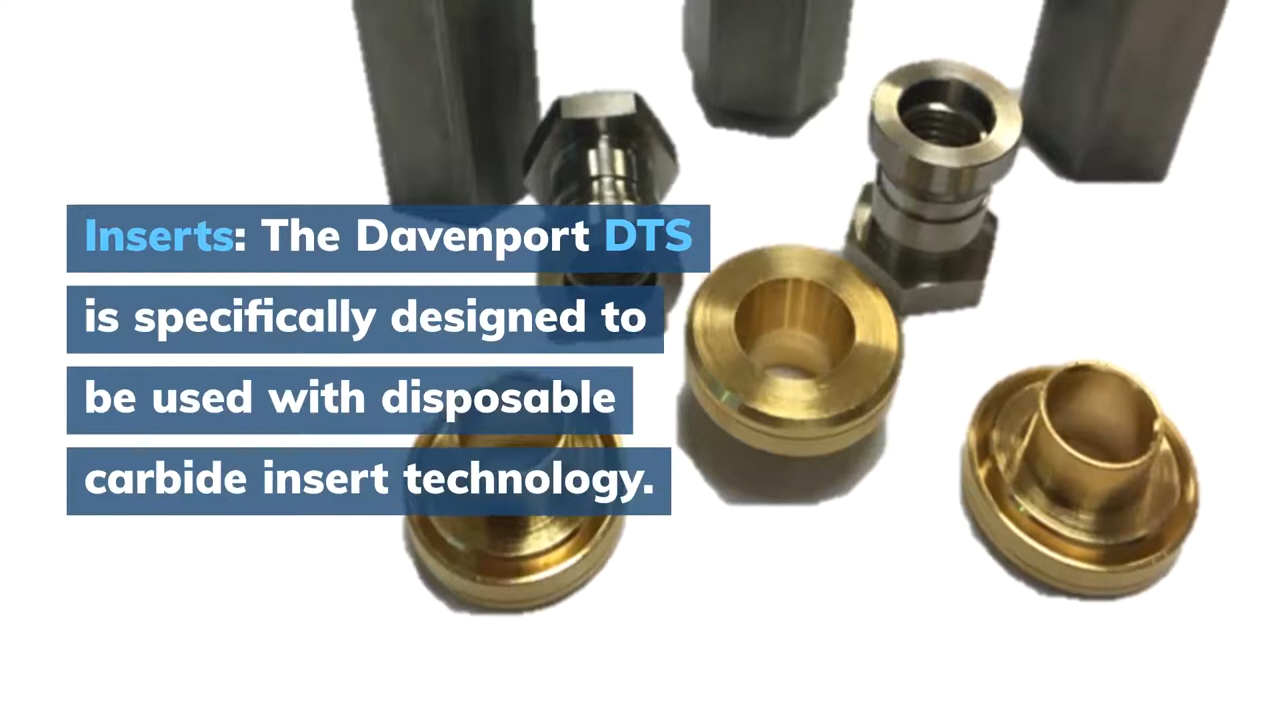 Inserts: The Davenport DTS
is specifically designed to
be used with disposable
carbide insert technology.